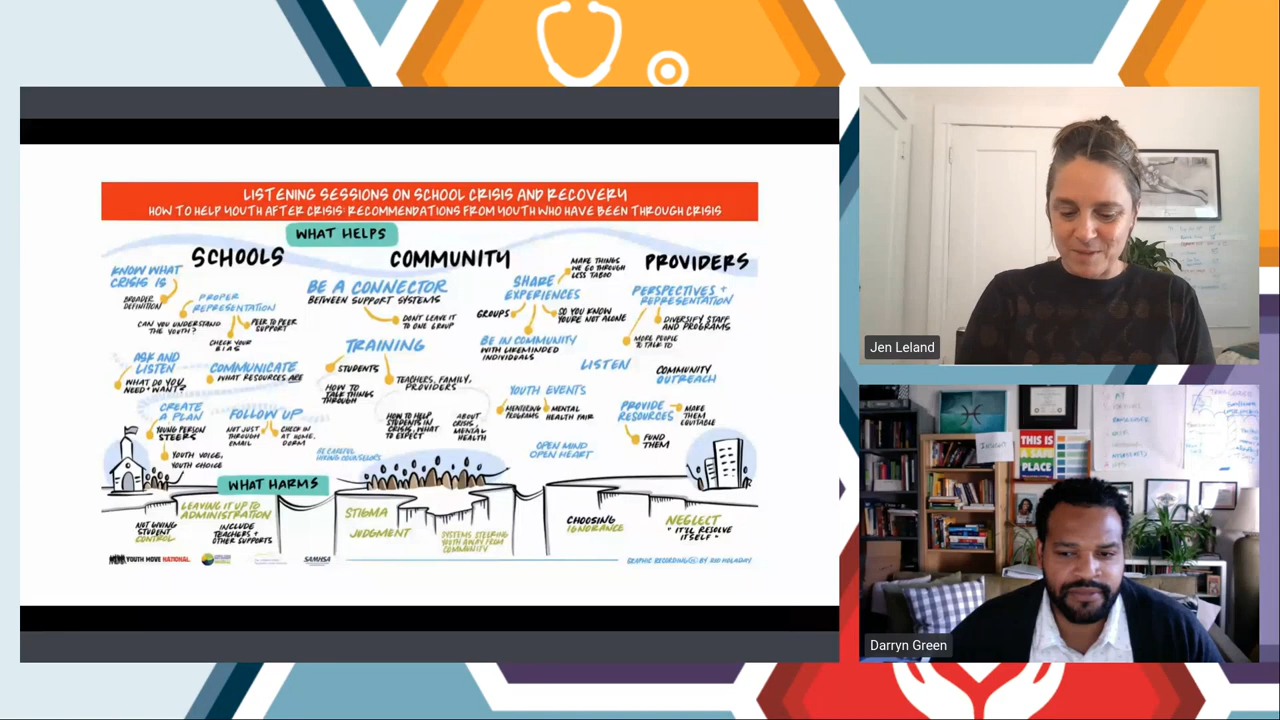 LISTENING SESSIONS ON SCHOOL CRISIS AND RECOVERY
HOW TO HELP YOUTH AFTER CRISIS: RECOMMENDATIONS FROM YOUTH WHO HAVE BEEN THROUGH CRISIS
WHAT HELPS
SCHOOLS
KNOW WHAT
CRISIS IS
BROADER
DEFINITION
PROPER
REPRESENTATION
CAN YOU UNDERSTAND
THE YOUTH?
PEER TO PEER
SUPPORT
CHECK YOUR
BIAS
ASK AND
LISTEN
WHAT DO YOU
NEED + WANT?
COMMUNICATE
WHAT RESOURCES ARE
CREATE
A PLAN
YOUNG PERSON
STEERS
YOUTH VOICE,
YOUTH CHOICE
FOLLOW UP
NOT JUST
THROUGH
EMAIL
CHECK IN
AT HOME,
DORM
COMMUNITY
BE A CONNECTOR
BETWEEN SUPPORT SYSTEMS
DON'T LEAVE IT
TO ONE GROUP
TRAINING
STUDENTS
HOW TO
TALK THINGS
THROUGH
TEACHERS, FAMILY,
PROVIDERS
HOW TO HELP
STUDENTS IN
CRISIS, WHAT
TO EXPECT
ABOUT
CRISIS,
MENTAL
HEALTH
BE CAREFUL
HIRING COUNSELORS
SHARE
EXPERIENCES
MAKE THINGS
WE GO THROUGH
LESS TABOO
GROUPS
SO YOU KNOW
YOU'RE NOT ALONE
BE IN COMMUNITY
WITH LIKEMINDED
INDIVIDUALS
YOUTH EVENTS
MENTORING
PROGRAMS
MENTAL
HEALTH FAIR
OPEN MIND
OPEN HEART
PROVIDERS
PERSPECTIVES +
REPRESENTATION
DIVERSIFY STAFF
AND PROGRAMS
MORE PEOPLE
TO TALK TO
LISTEN
COMMUNITY
OUTREACH
PROVIDE
RESOURCES
MAKE
THEM
EQUITABLE
FUND
THEM
WHAT HARMS
LEAVING IT UP TO
ADMINISTRATION
NOT GIVING
STUDENT
CONTROL
INCLUDE
TEACHERS +
OTHER SUPPORTS
STIGMA
JUDGMENT
SYSTEMS STEERING
YOUTH AWAY FROM
COMMUNITY
CHOOSING
IGNORANCE
NEGLECT
"IT'LL RESOLVE
ITSELF"
YOUTH MOVE NATIONAL
SAMHSA
Jen Leland
THIS IS
A SAFE
PLACE
Darryn Green